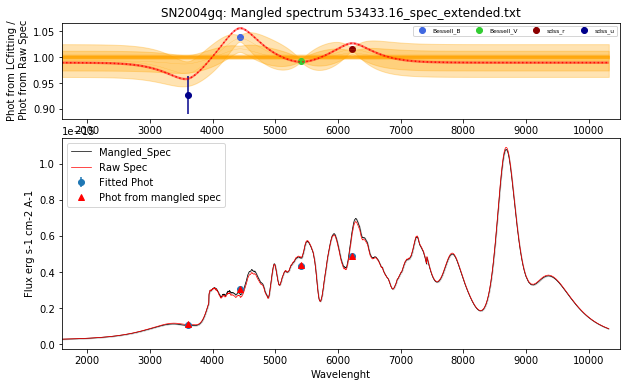 SN2004gq: Mangled spectrum 53433.16_spec_extended.txt
Phot from LCfitting /
Phot from Raw Spec
1.05
1.00
0.95
0.90
Bessell_B
Bessell_V
sdss_r
sdss_u
2000 3000 4000 5000 6000 7000 8000 9000 10000
Flux erg s-1 cm-2 A-1
1.0
0.8
0.6
0.4
0.2
0.0
Mangled_Spec
Raw Spec
Fitted Phot
Phot from mangled spec
2000 3000 4000 5000 6000 7000 8000 9000 10000
Wavelenght